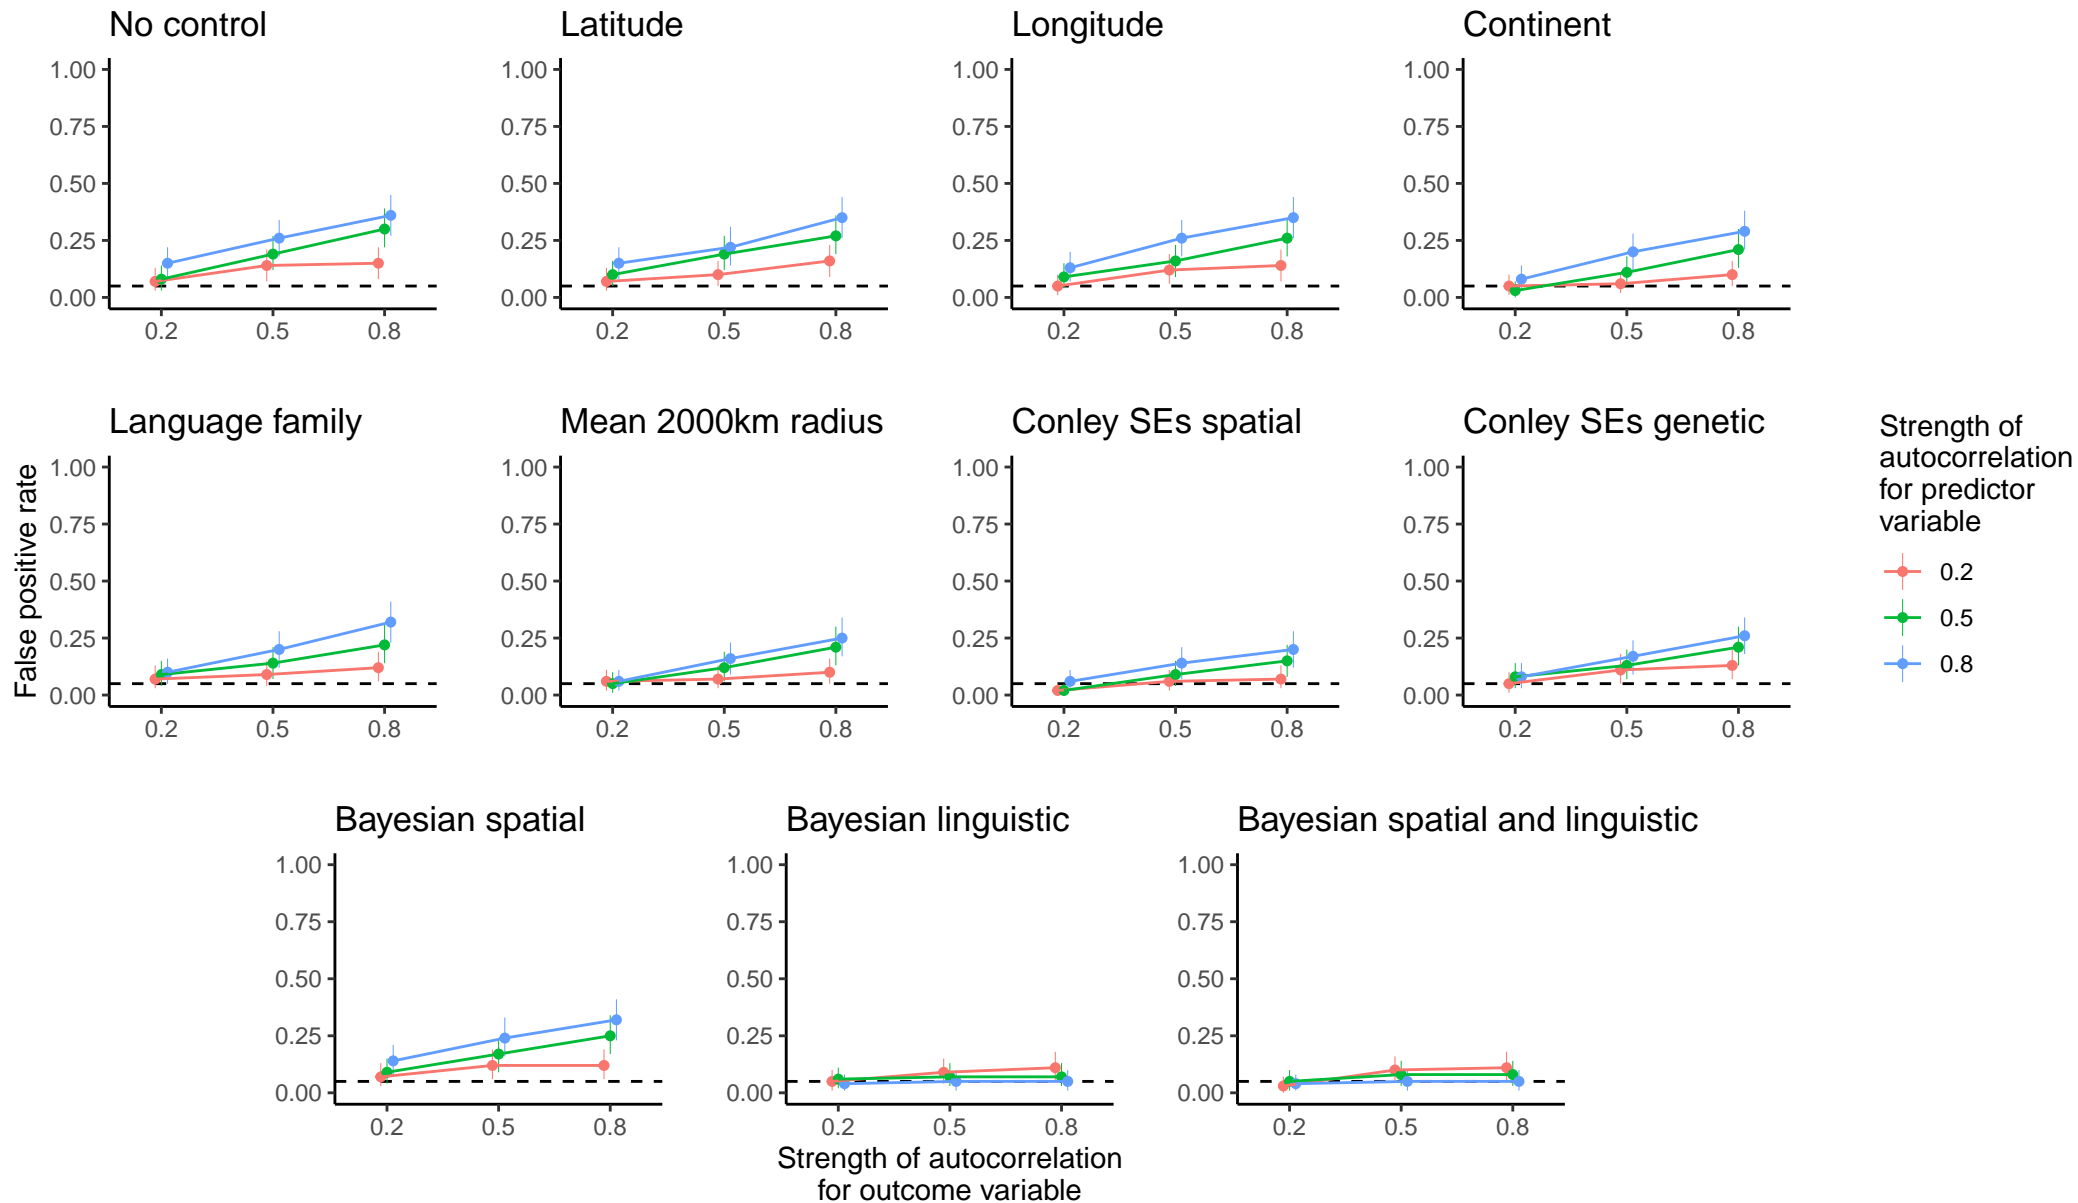 No control
Latitude
Longitude
Continent
1.00
0.75
0.50
0.25
0.00
0.2 0.5 0.8
1.00
0.75
0.50
0.25
0.00
0.2 0.5 0.8
1.00
0.75
0.50
0.25
0.00
0.2 0.5 0.8
1.00
0.75
0.50
0.25
0.00
0.2 0.5 0.8
False positive rate
Language family
Mean 2000km radius
Conley SEs spatial
Conley SEs genetic
1.00
0.75
0.50
0.25
0.00
0.2 0.5 0.8
1.00
0.75
0.50
0.25
0.00
0.2 0.5 0.8
1.00
0.75
0.50
0.25
0.00
0.2 0.5 0.8
1.00
0.75
0.50
0.25
0.00
0.2 0.5 0.8
Strength of
autocorrelation
for predictor
variable
0.2
0.5
0.8
Bayesian spatial
Bayesian linguistic
Bayesian spatial and linguistic
1.00
0.75
0.50
0.25
0.00
0.2 0.5 0.8
1.00
0.75
0.50
0.25
0.00
0.2 0.5 0.8
1.00
0.75
0.50
0.25
0.00
0.2 0.5 0.8
Strength of autocorrelation
for outcome variable